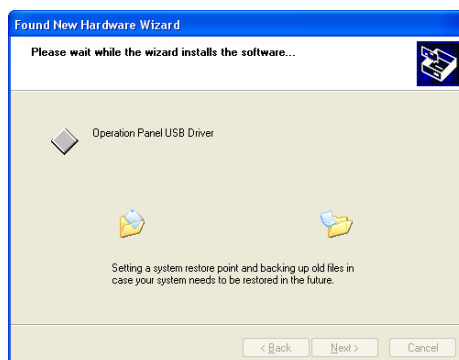 Found New Hardware Wizard
Please wait while the wizard installs the software...
Operation Panel USB Driver
Setting a system restore point and backing up old files in
case your system needs to be restored in the future.
< Back
Next >
Cancel